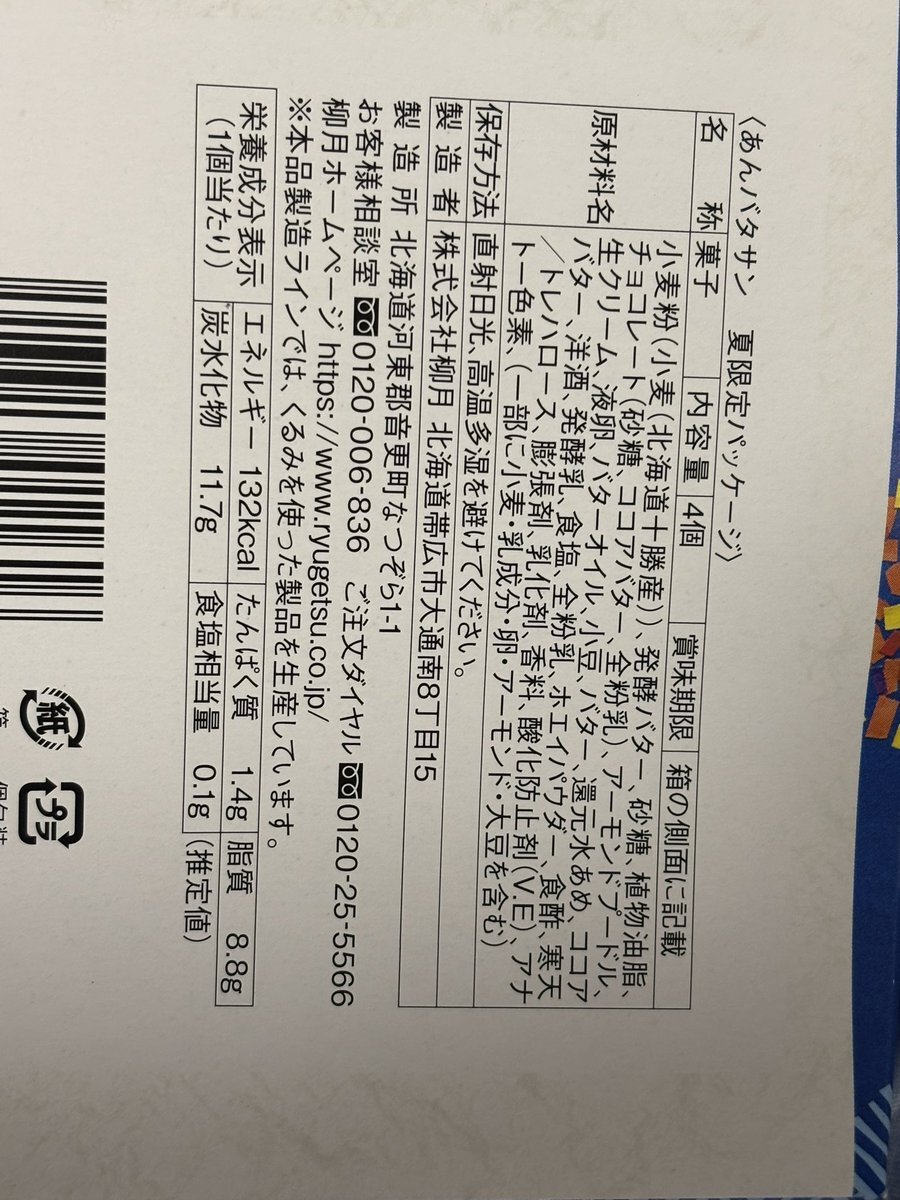 〈あんバタサン　夏限定パッケージ〉
名　称 菓子 内容量 4個 賞味期限 箱の側面に記載
原材料名 小麦粉(小麦(北海道十勝産))、発酵バター、砂糖、植物油脂、
チョコレート(砂糖、ココアバター、全粉乳)、アーモンドプードル、
生クリーム、液卵、バターオイル、小豆、バター、還元水あめ、ココア
バター、洋酒、発酵乳、食塩、全粉乳、ホエイパウダー、食酢、寒天
／トレハロース、膨張剤、乳化剤、香料、酸化防止剤(V.E)、アナ
トー色素、(一部に小麦・乳成分・卵・アーモンド・大豆を含む)
保存方法 直射日光、高温多湿を避けてください。
製造者 株式会社柳月 北海道帯広市大通南8丁目15
製造所 北海道河東郡音更町なつぞら1-1
お客様相談室 0120-006-836 ご注文ダイヤル 0120-25-5566
柳月ホームページ https://www.ryugetsu.co.jp/
※本品製造ラインでは、くるみを使った製品を生産しています。
栄養成分表示 エネルギー 132kcal たんぱく質 1.4g 脂質 8.8g
(1個当たり) 炭水化物 11.7g 食塩相当量 0.1g (推定値)
紙
プラ